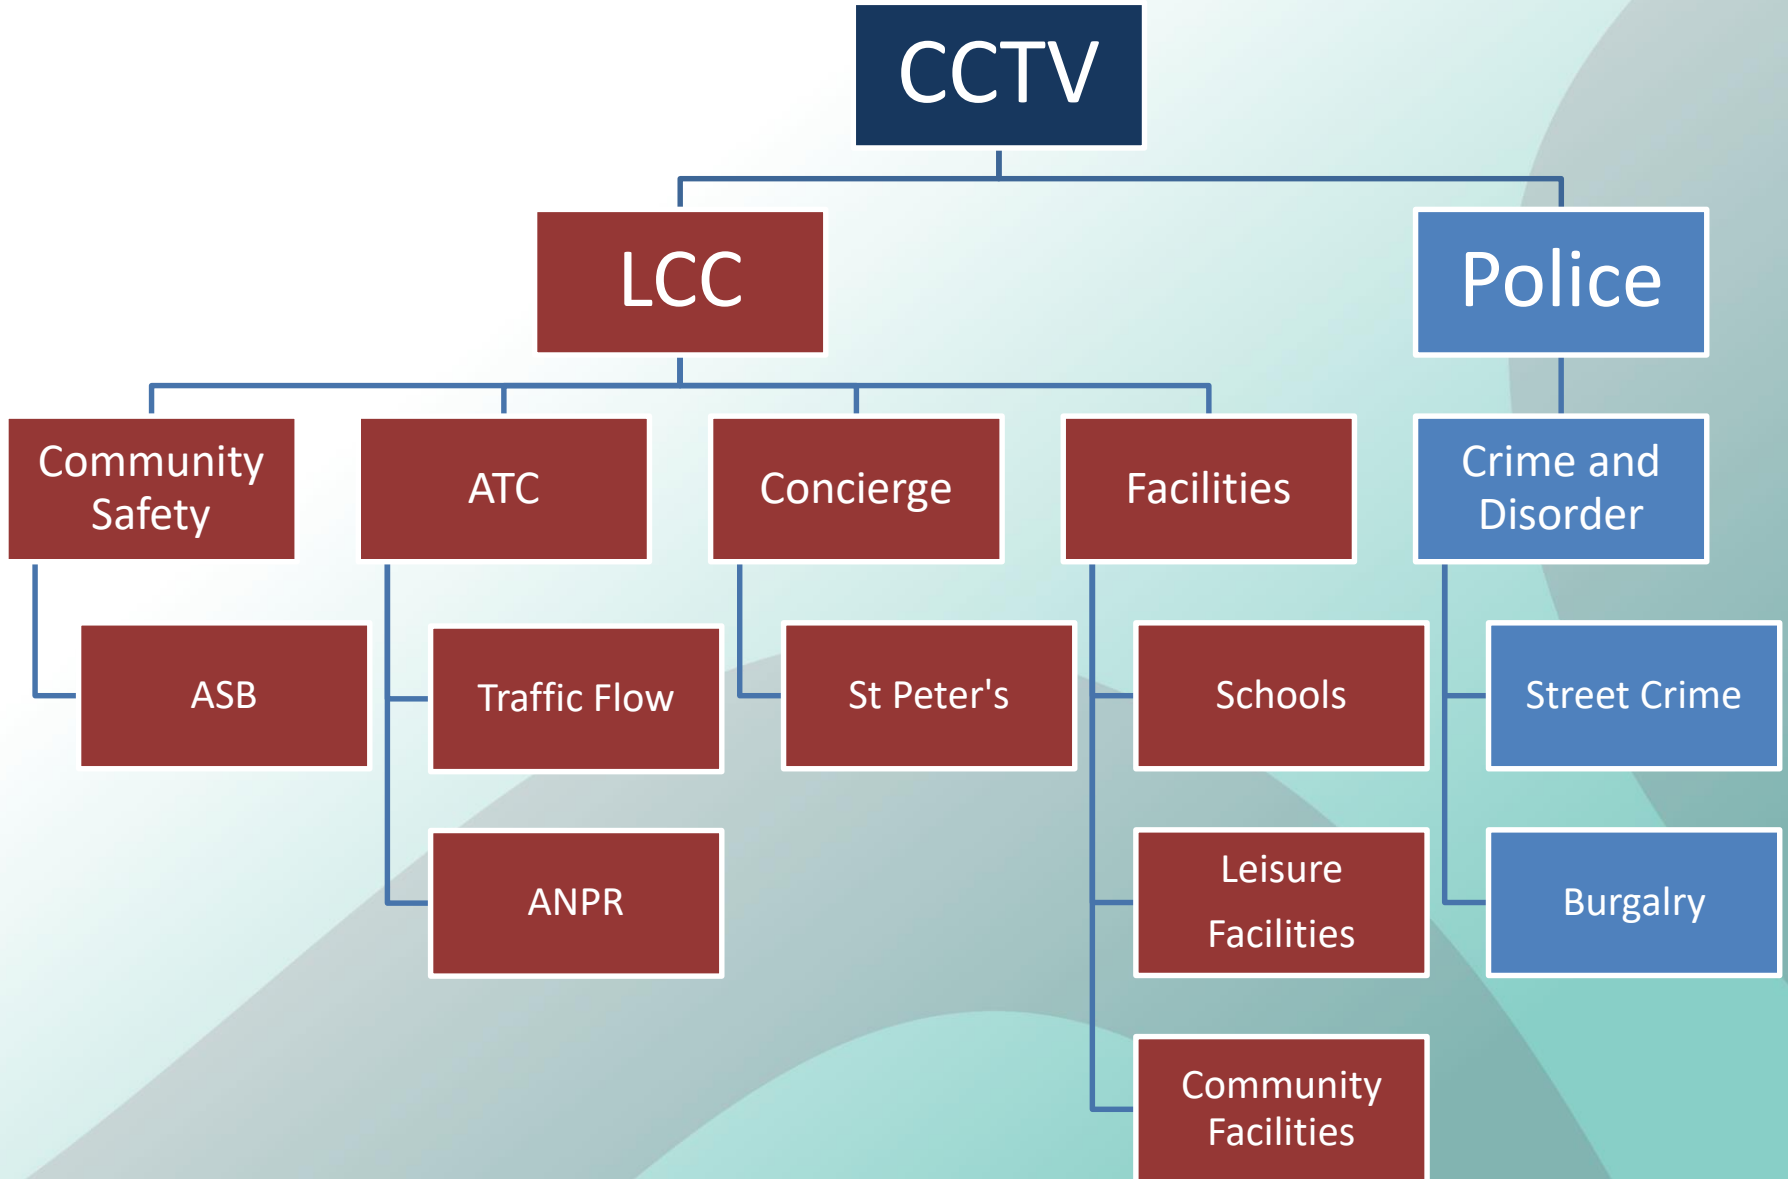 CCTV
LCC
Police
Community
Safety
ATC
Concierge
Facilities
Crime and
Disorder
ASB
Traffic Flow
St Peter's
Schools
Street Crime
ANPR
Leisure
Facilities
Burgalry
Community
Facilities